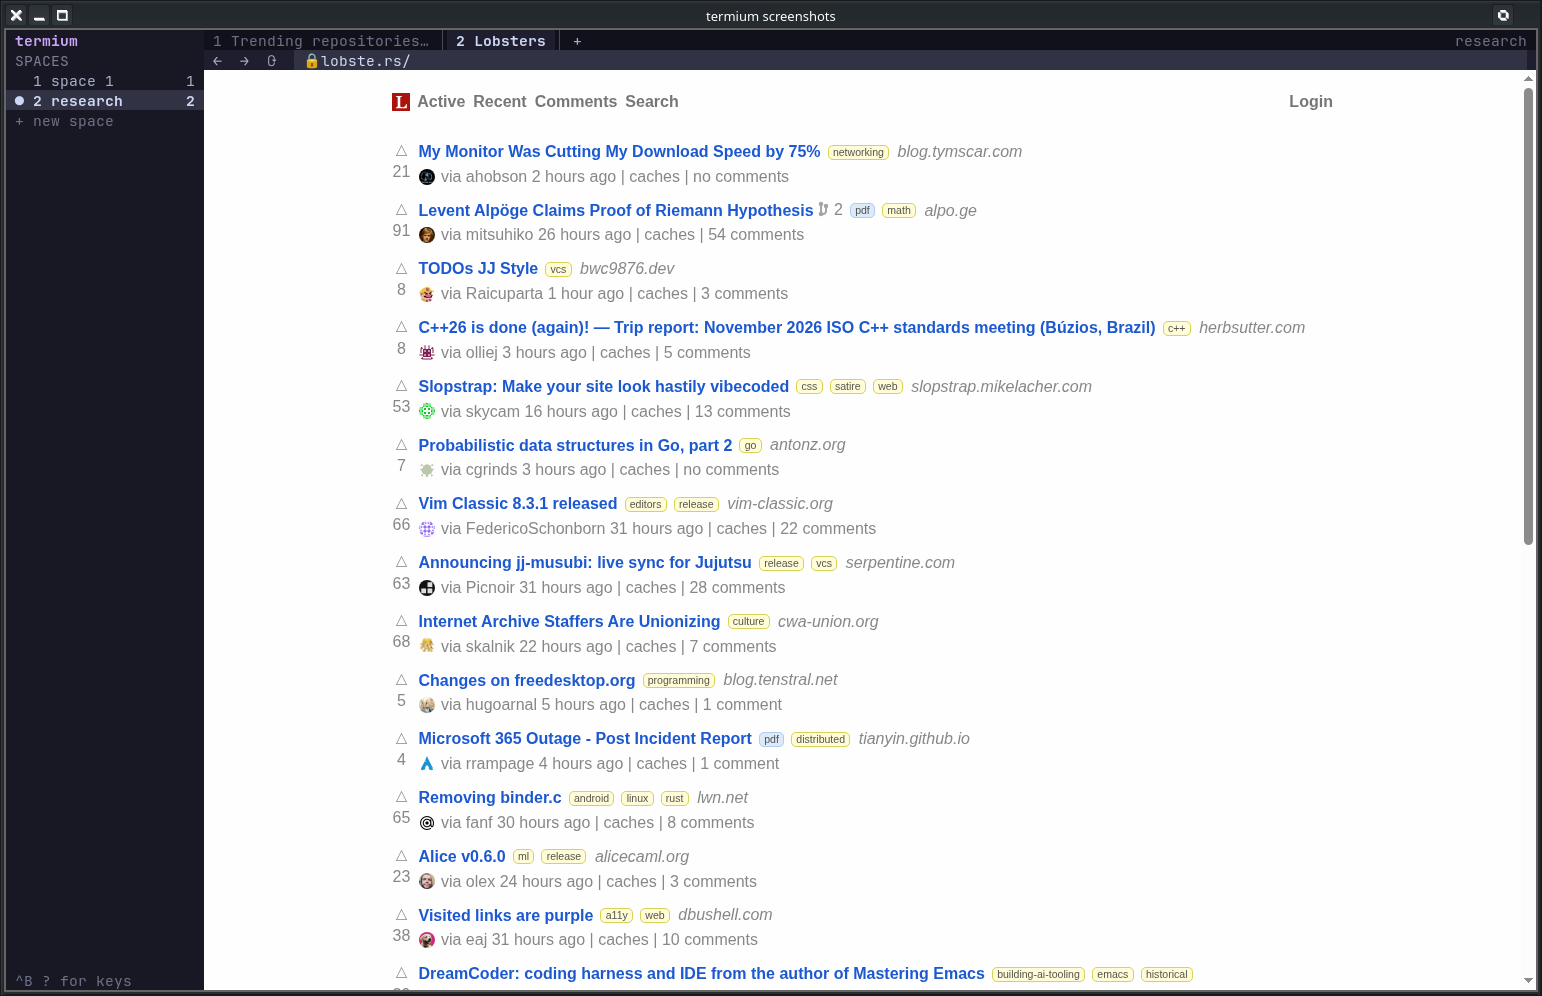 termium screenshots
termium
1 Trending repositories…
2 Lobsters
+
research
SPACES
← →
🔒lobste.rs/
1 space 1 1
● 2 research 2
+ new space
L Active Recent Comments Search Login
△ My Monitor Was Cutting My Download Speed by 75% networking blog.tymscar.com
21 via ahobson 2 hours ago | caches | no comments
△ Levent Alpöge Claims Proof of Riemann Hypothesis 2 pdf math alpo.ge
91 via mitsuhiko 26 hours ago | caches | 54 comments
△ TODOs JJ Style vcs bwc9876.dev
8 via Raicuparta 1 hour ago | caches | 3 comments
△ C++26 is done (again)! — Trip report: November 2026 ISO C++ standards meeting (Búzios, Brazil) c++ herbsutter.com
8 via olliej 3 hours ago | caches | 5 comments
△ Slopstrap: Make your site look hastily vibecoded css satire web slopstrap.mikelacher.com
53 via skycam 16 hours ago | caches | 13 comments
△ Probabilistic data structures in Go, part 2 go antonz.org
7 via cgrinds 3 hours ago | caches | no comments
△ Vim Classic 8.3.1 released editors release vim-classic.org
66 via FedericoSchonborn 31 hours ago | caches | 22 comments
△ Announcing jj-musubi: live sync for Jujutsu release vcs serpentine.com
63 via Picnoir 31 hours ago | caches | 28 comments
△ Internet Archive Staffers Are Unionizing culture cwa-union.org
68 via skalnik 22 hours ago | caches | 7 comments
△ Changes on freedesktop.org programming blog.tenstral.net
5 via hugoarnal 5 hours ago | caches | 1 comment
△ Microsoft 365 Outage - Post Incident Report pdf distributed tianyin.github.io
4 via rrampage 4 hours ago | caches | 1 comment
△ Removing binder.c android linux rust lwn.net
65 via fanf 30 hours ago | caches | 8 comments
△ Alice v0.6.0 ml release alicecaml.org
23 via olex 24 hours ago | caches | 3 comments
△ Visited links are purple a11y web dbushell.com
38 via eaj 31 hours ago | caches | 10 comments
△ DreamCoder: coding harness and IDE from the author of Mastering Emacs building-ai-tooling emacs historical
^B ? for keys